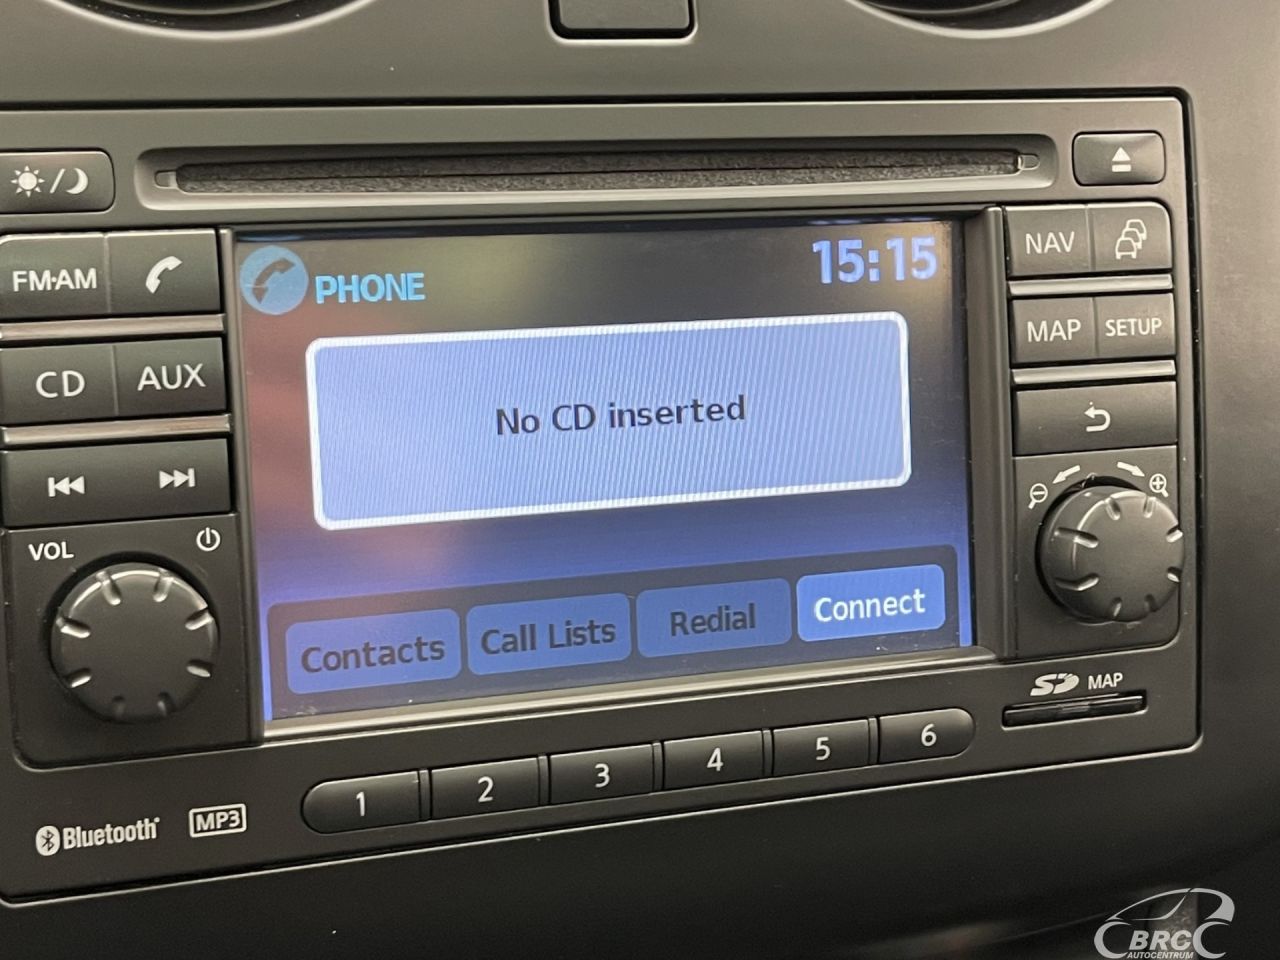 FM·AM
CD
AUX
VOL
PHONE
15:15
No CD inserted
Contacts
Call Lists
Redial
Connect
NAV
MAP
SETUP
SD MAP
1
2
3
4
5
6
Bluetooth
MP3
BRC
AUTOCENTRUM